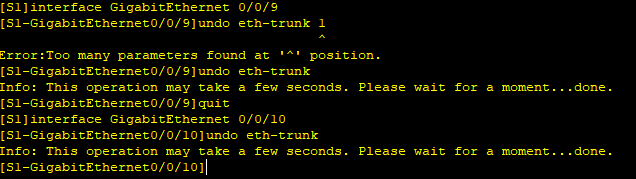 [S1]interface GigabitEthernet 0/0/9
[S1-GigabitEthernet0/0/9]undo eth-trunk 1
^
Error:Too many parameters found at '^' position.
[S1-GigabitEthernet0/0/9]undo eth-trunk
Info: This operation may take a few seconds. Please wait for a moment...done.
[S1-GigabitEthernet0/0/9]quit
[S1]interface GigabitEthernet 0/0/10
[S1-GigabitEthernet0/0/10]undo eth-trunk
Info: This operation may take a few seconds. Please wait for a moment...done.
[S1-GigabitEthernet0/0/10]